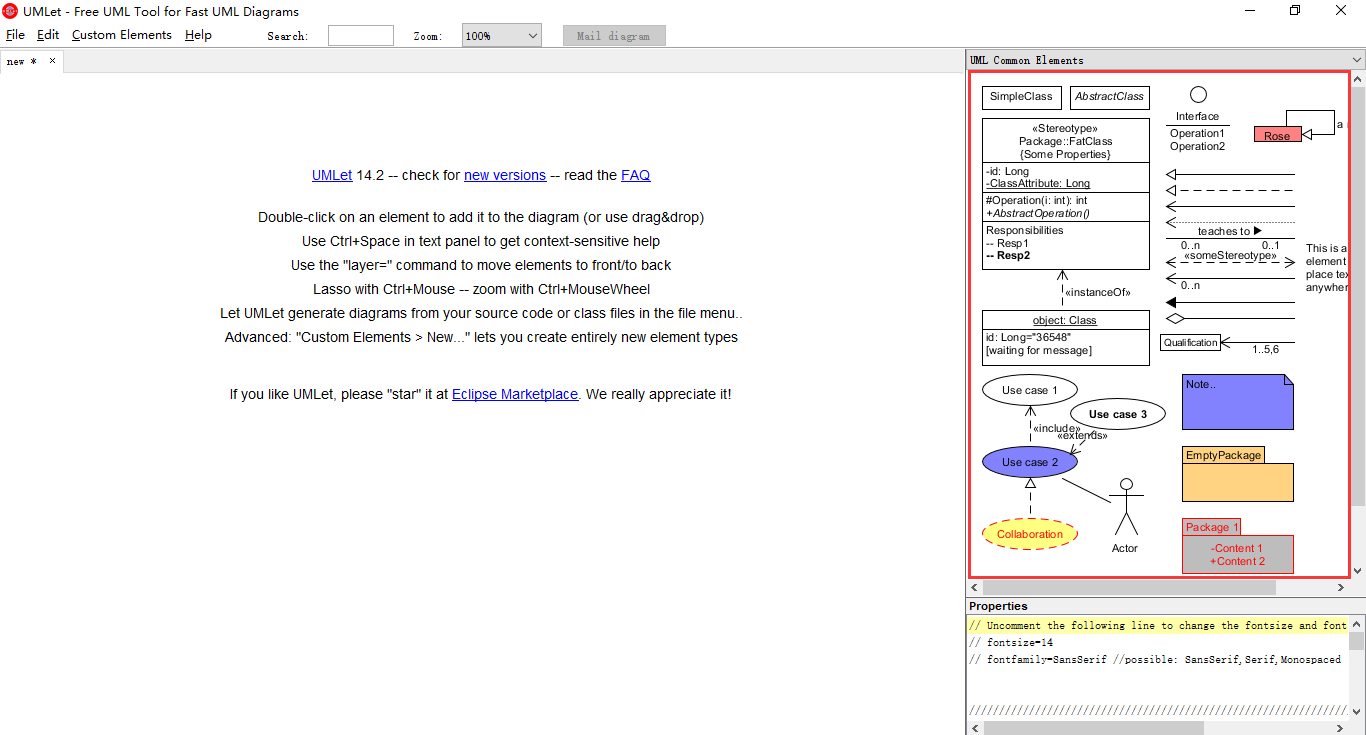 UMLet - Free UML Tool for Fast UML Diagrams
File Edit Custom Elements Help Search: Zoom: 100% Mail diagram
new *
UML Common Elements
UMLet 14.2 -- check for new versions -- read the FAQ
Double-click on an element to add it to the diagram (or use drag&drop)
Use Ctrl+Space in text panel to get context-sensitive help
Use the "layer=" command to move elements to front/to back
Lasso with Ctrl+Mouse -- zoom with Ctrl+MouseWheel
Let UMLet generate diagrams from your source code or class files in the file menu..
Advanced: "Custom Elements > New..." lets you create entirely new element types
If you like UMLet, please "star" it at Eclipse Marketplace. We really appreciate it!
SimpleClass
AbstractClass
«Stereotype»
Package::FatClass
{Some Properties}
-id: Long
-ClassAttribute: Long
#Operation(i: int): int
+AbstractOperation()
Responsibilities
-- Resp1
-- Resp2
«instanceOf»
object: Class
id: Long="36548"
[waiting for message]
Interface
Operation1
Operation2
Rose
a
teaches to
0..n 0..1
«someStereotype»
0..n
This is a
element
place te
anywher
Qualification
1..5,6
Use case 1
Use case 3
«include»
«extends»
Use case 2
Collaboration
Actor
Note..
EmptyPackage
Package 1
-Content 1
+Content 2
Properties
// Uncomment the following line to change the fontsize and font
// fontsize=14
// fontfamily=SansSerif //possible: SansSerif,Serif,Monospaced
////////////////////////////////////////////////////////////////